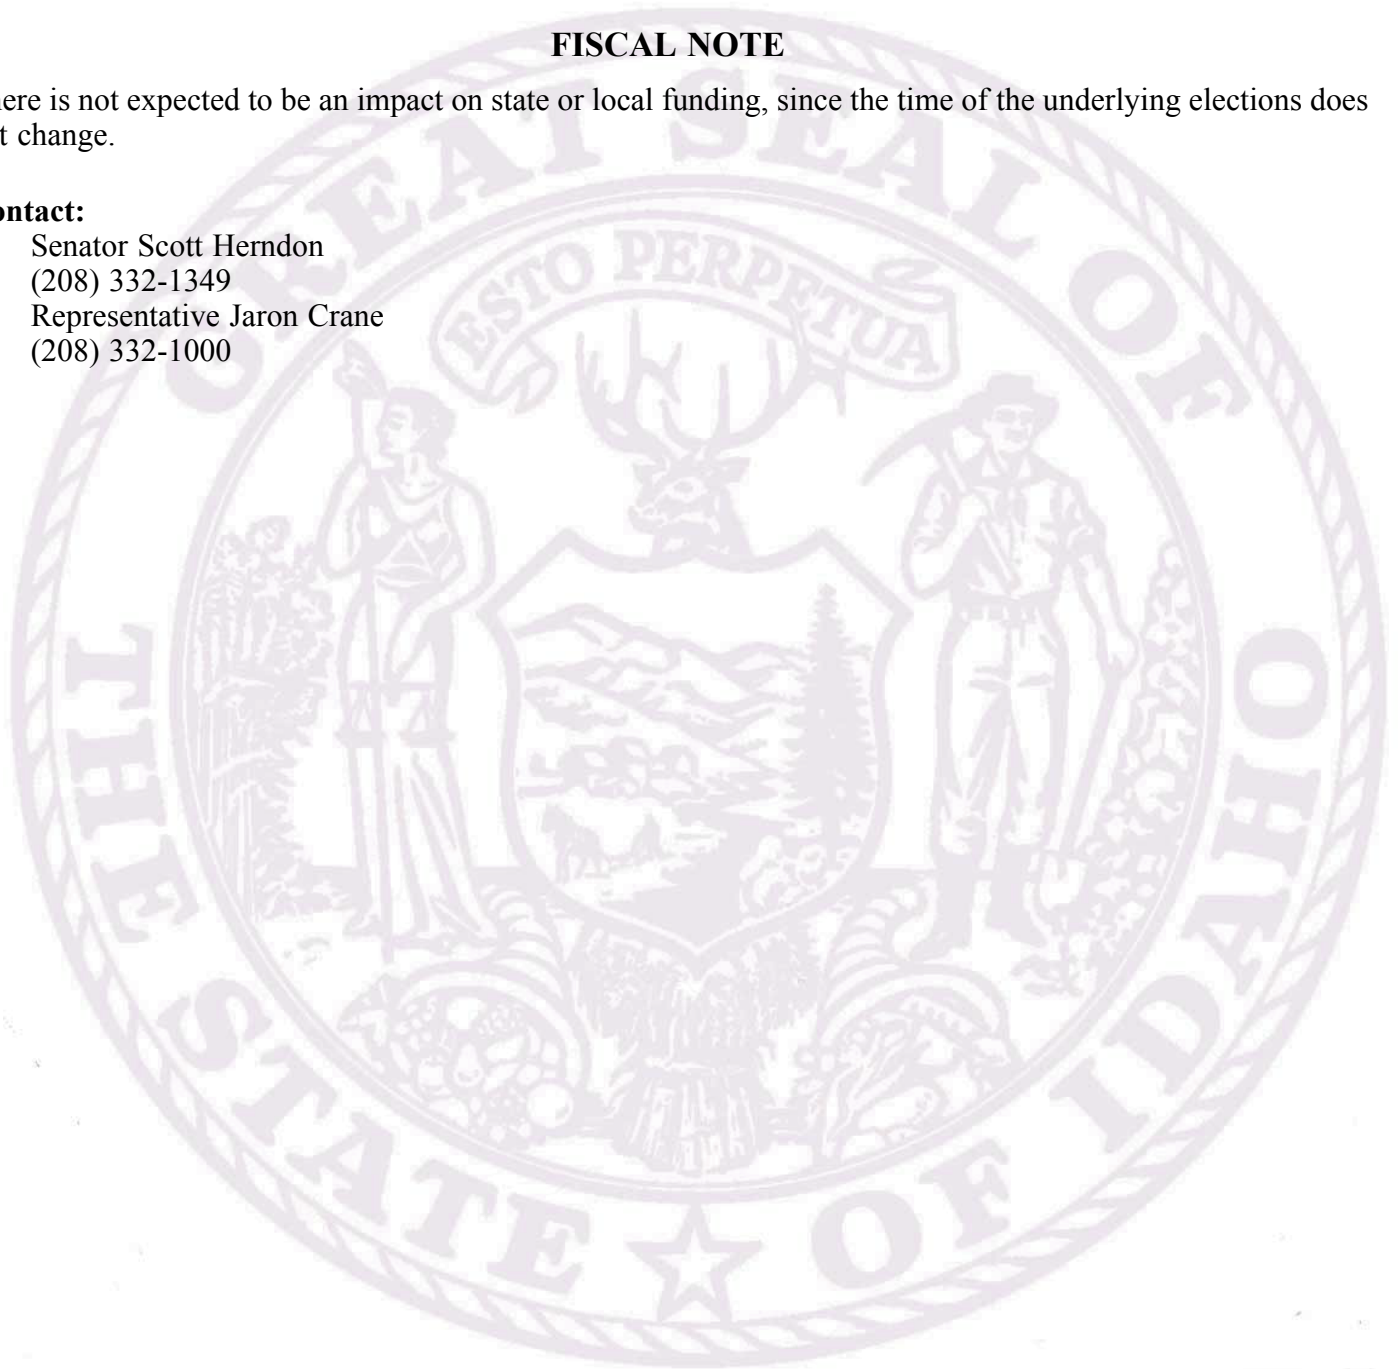 FISCAL NOTE
here is not expected to be an impact on state or local funding, since the time of the underlying elections does
t change.
ontact:
Senator Scott Herndon
(208) 332-1349
Representative Jaron Crane
(208) 332-1000
GREAT SEAL OF
THE STATE OF IDAHO
ESTO PERPETUA